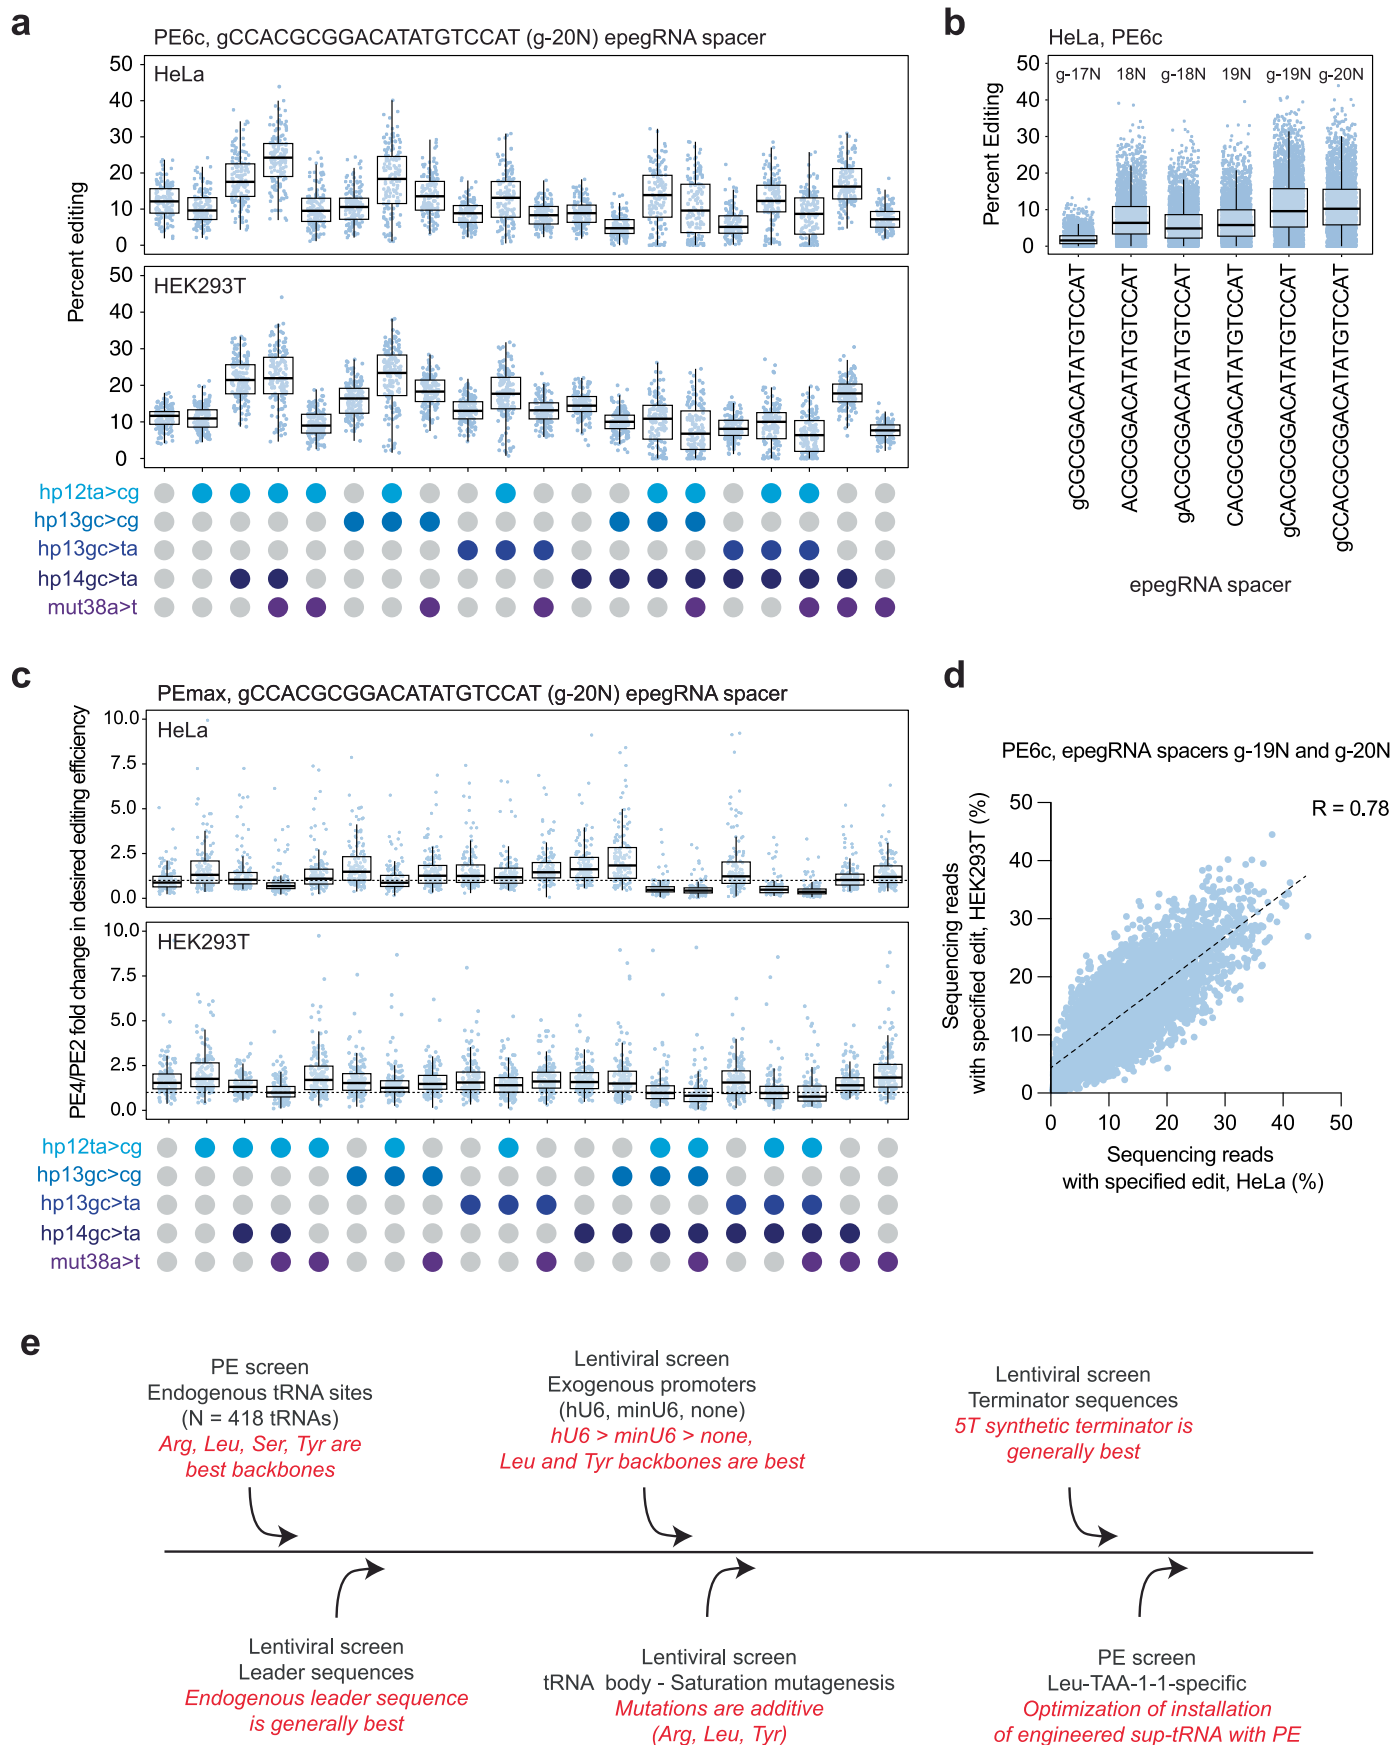 a
PE6c, gCCACGCGGACATATGTCCAT (g-20N) epegRNA spacer
HeLa
50
40
30
20
10
0
HEK293T
50
40
30
20
10
0
Percent editing
hp12ta>cg
hp13gc>cg
hp13gc>ta
hp14gc>ta
mut38a>t
b
HeLa, PE6c
g-17N 18N g-18N 19N g-19N g-20N
50
40
30
20
10
0
Percent Editing
gCGCGGACATATGTCCAT
ACGCGGACATATGTCCAT
gACGCGGACATATGTCCAT
CACGCGGACATATGTCCAT
gCACGCGGACATATGTCCAT
gCCACGCGGACATATGTCCAT
epegRNA spacer
c
PEmax, gCCACGCGGACATATGTCCAT (g-20N) epegRNA spacer
HeLa
10.0
7.5
5.0
2.5
0.0
HEK293T
10.0
7.5
5.0
2.5
0.0
PE4/PE2 fold change in desired editing efficiency
hp12ta>cg
hp13gc>cg
hp13gc>ta
hp14gc>ta
mut38a>t
d
PE6c, epegRNA spacers g-19N and g-20N
R = 0.78
50
40
30
20
10
0
Sequencing reads
with specified edit, HEK293T (%)
0 10 20 30 40 50
Sequencing reads
with specified edit, HeLa (%)
e
PE screen
Endogenous tRNA sites
(N = 418 tRNAs)
Arg, Leu, Ser, Tyr are
best backbones
Lentiviral screen
Exogenous promoters
(hU6, minU6, none)
hU6 > minU6 > none,
Leu and Tyr backbones are best
Lentiviral screen
Terminator sequences
5T synthetic terminator is
generally best
Lentiviral screen
Leader sequences
Endogenous leader sequence
is generally best
Lentiviral screen
tRNA body - Saturation mutagenesis
Mutations are additive
(Arg, Leu, Tyr)
PE screen
Leu-TAA-1-1-specific
Optimization of installation
of engineered sup-tRNA with PE